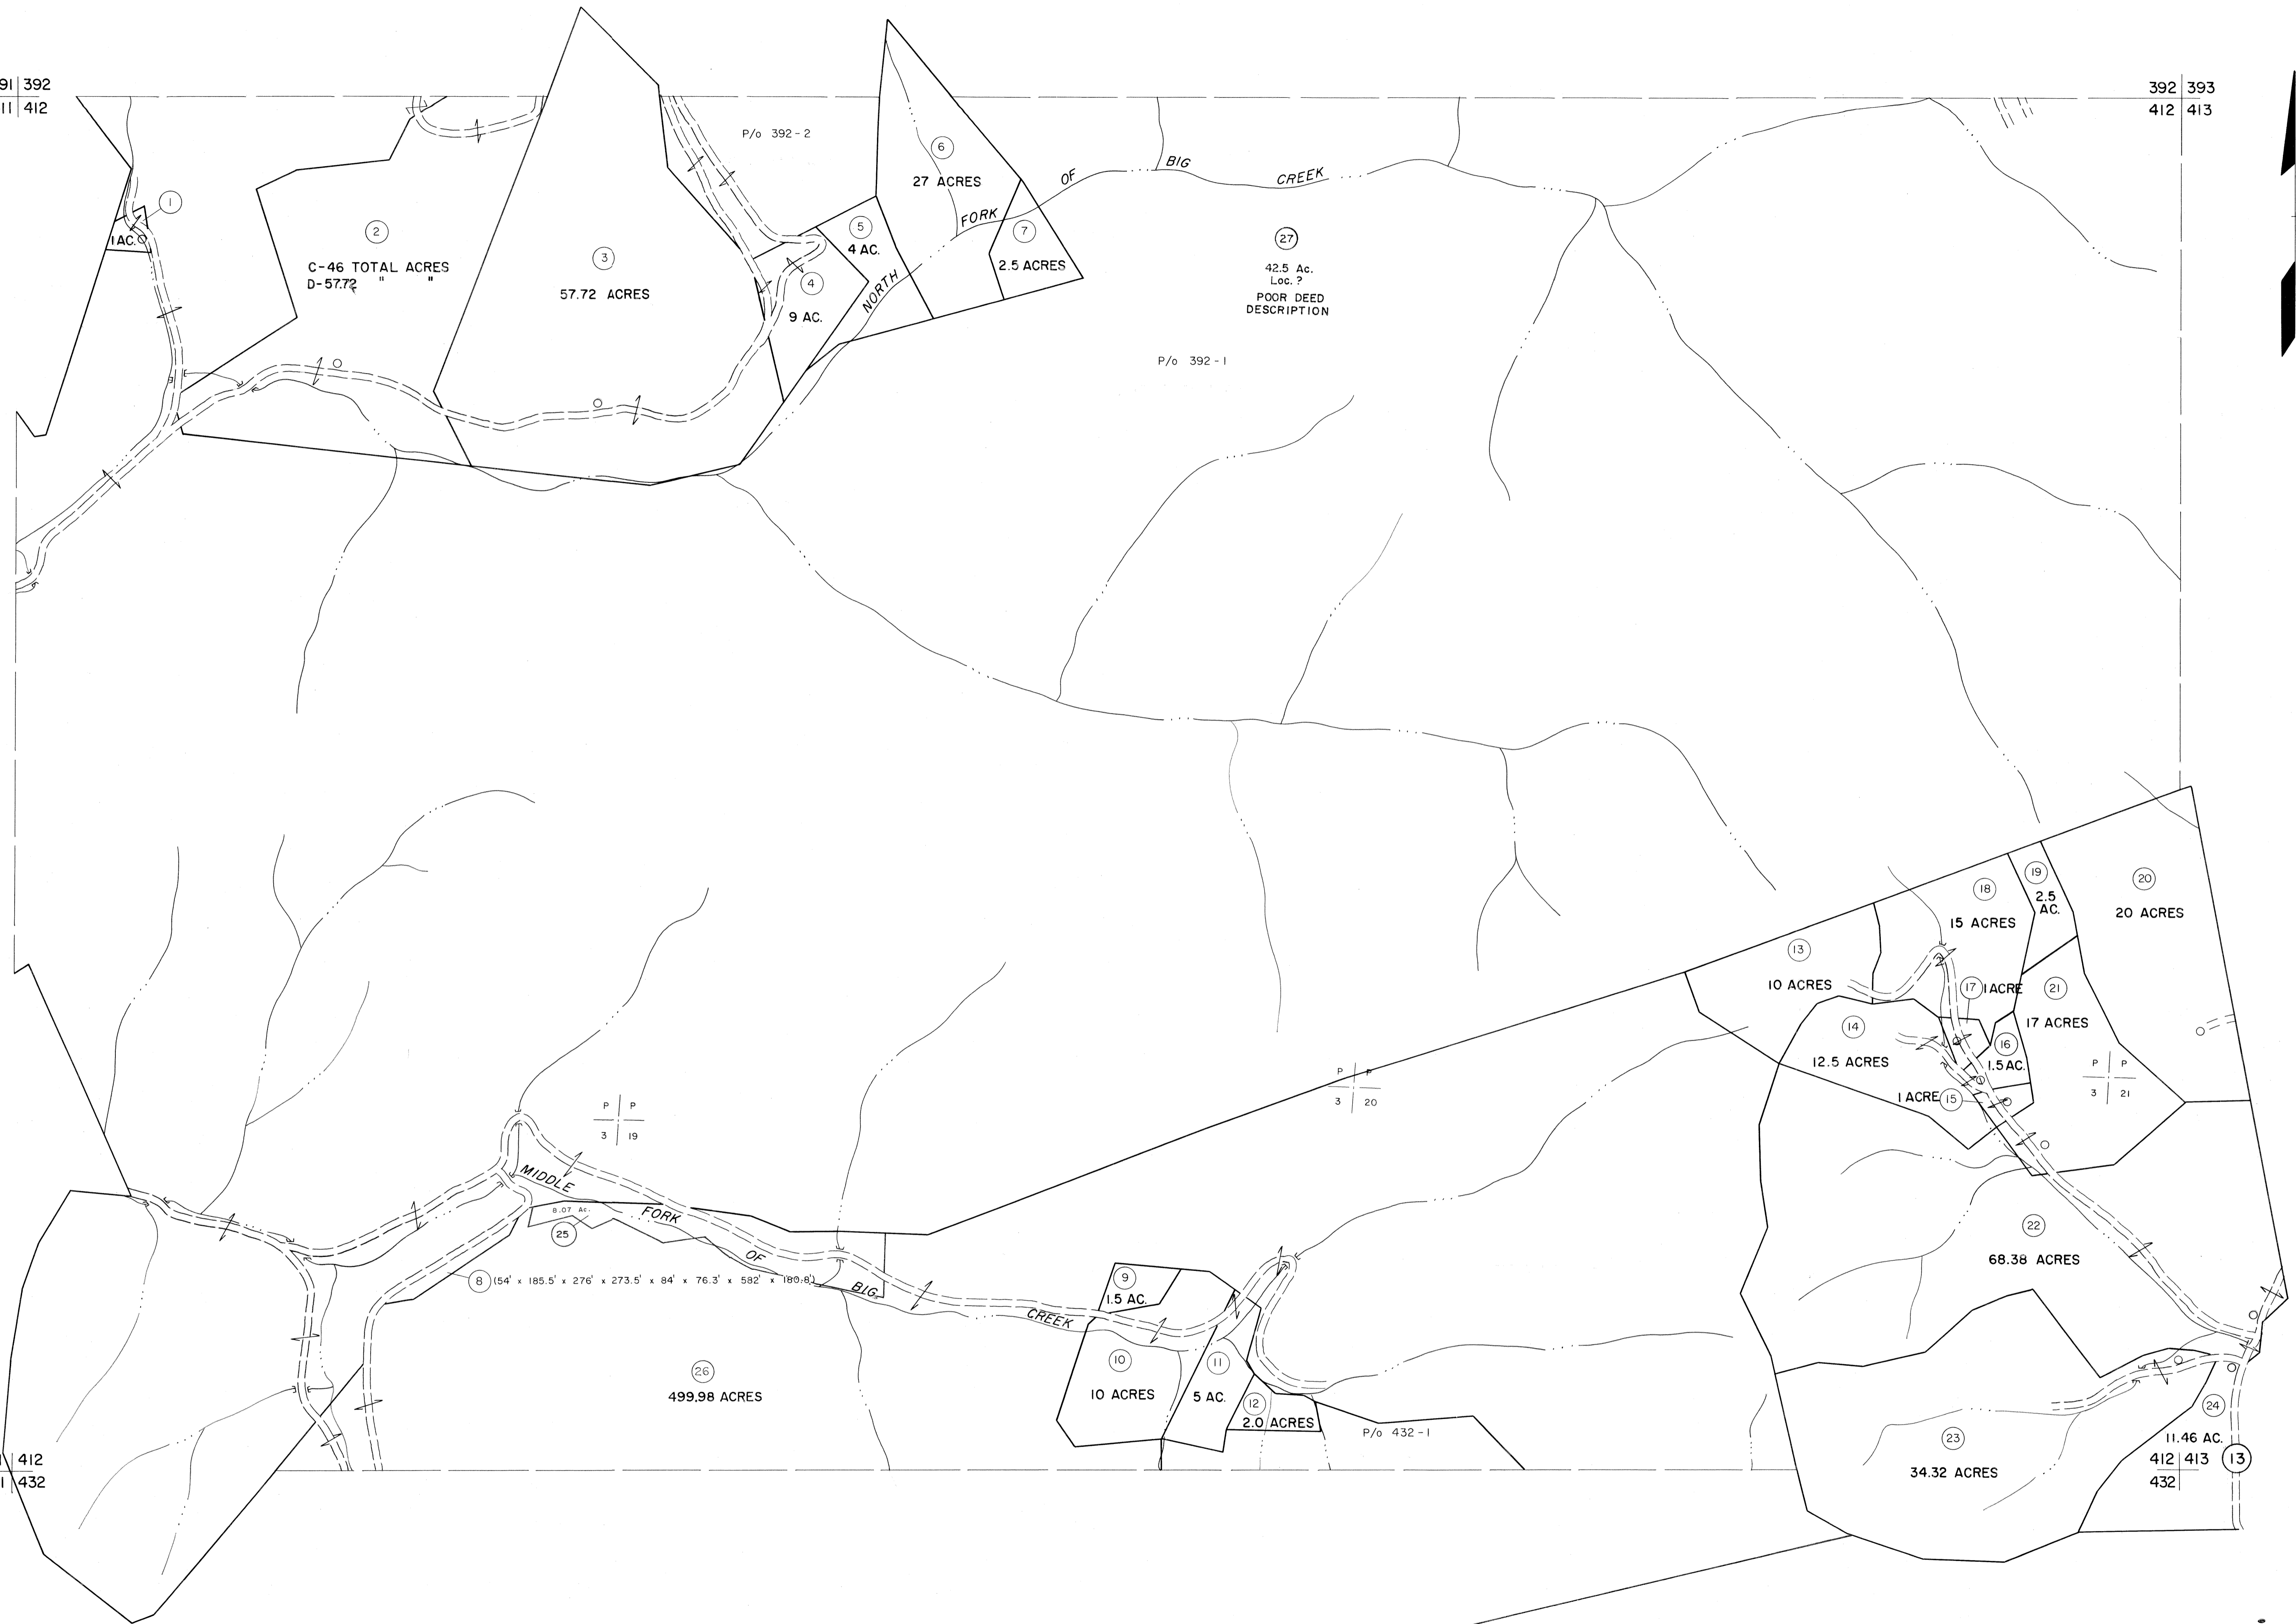 91 392
11 412
392 393
412 413
P/o 392-2
6
27 ACRES
BIG
OF
CREEK
FORK
NORTH
1
1 AC.
2
C-46 TOTAL ACRES
D-57.72 " "
3
57.72 ACRES
4
9 AC.
5
4 AC.
7
2.5 ACRES
27
42.5 Ac.
Loc. ?
POOR DEED
DESCRIPTION
P/o 392-1
13
10 ACRES
14
12.5 ACRES
18
15 ACRES
19
2.5
AC.
20
20 ACRES
17 1 ACRE
21
17 ACRES
16
1.5 AC.
1 ACRE 15
P P
3 19
P P
3 20
P P
3 21
MIDDLE
FORK
OF
BIG
CREEK
8.07 Ac.
25
8 (54' x 185.5' x 276' x 273.5' x 84' x 76.3' x 582' x 180.8')
9
1.5 AC.
10
10 ACRES
11
5 AC.
12
2.0 ACRES
P/o 432-1
26
499.98 ACRES
22
68.38 ACRES
23
34.32 ACRES
24
11.46 AC.
412
1 432
412 413
432
13